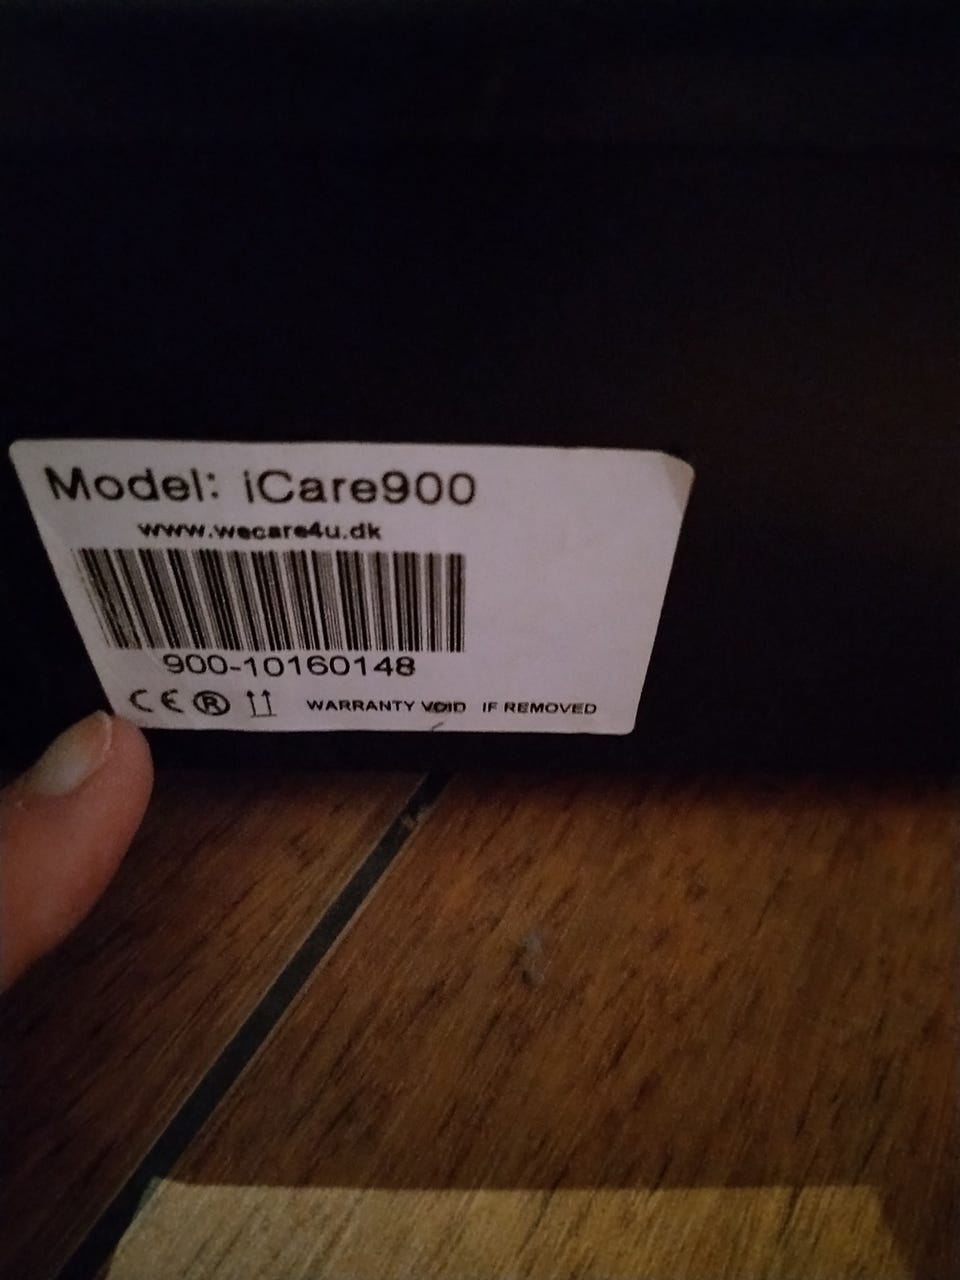 Model: iCare900
www.wecare4u.dk
900-10160148
CE ® WARRANTY VOID IF REMOVED